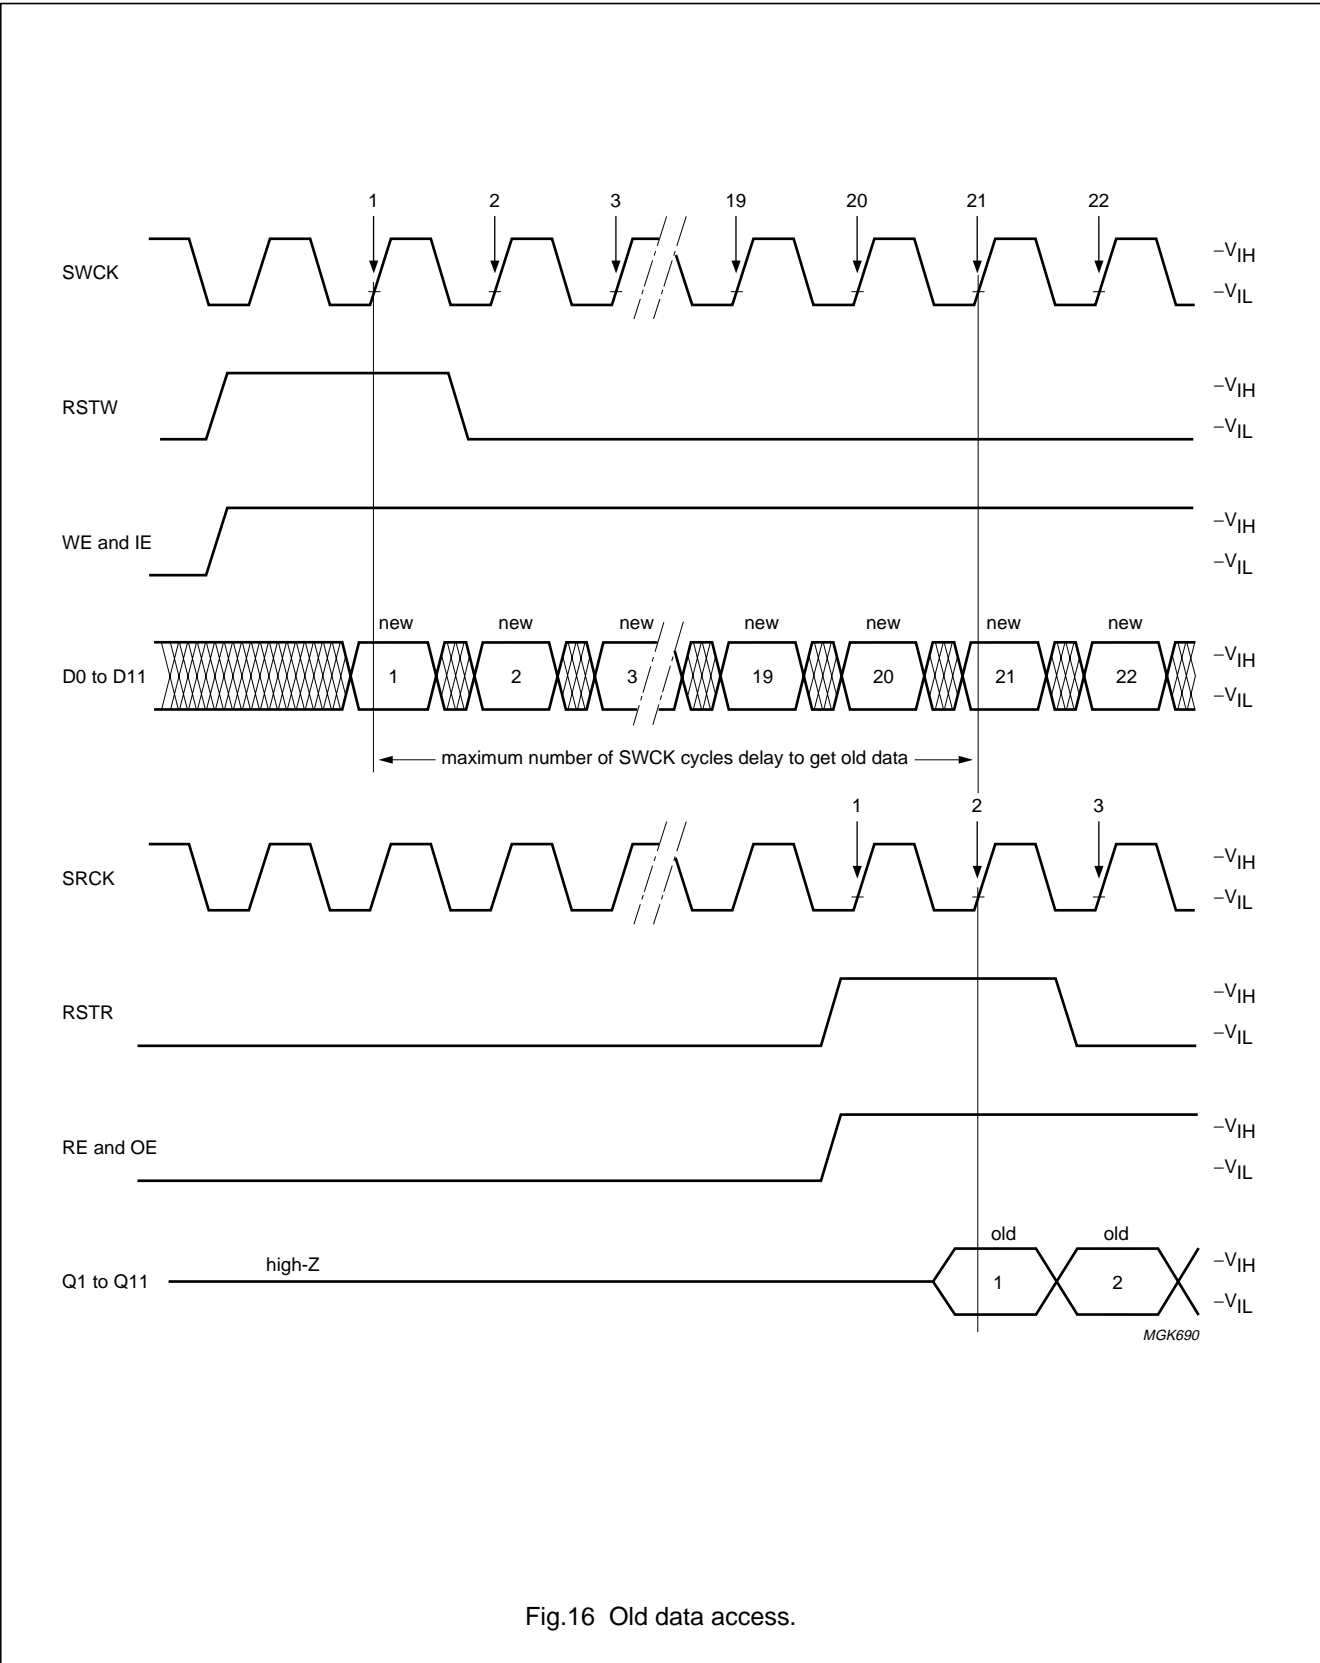 1 2 3 19 20 21 22
SWCK
−VIH
−VIL
RSTW
−VIH
−VIL
WE and IE
−VIH
−VIL
new new new new new new new
D0 to D11
1 2 3 19 20 21 22
−VIH
−VIL
maximum number of SWCK cycles delay to get old data
1 2 3
SRCK
−VIH
−VIL
RSTR
−VIH
−VIL
RE and OE
−VIH
−VIL
old old
high-Z
Q1 to Q11
1 2
−VIH
−VIL
MGK690
Fig.16 Old data access.